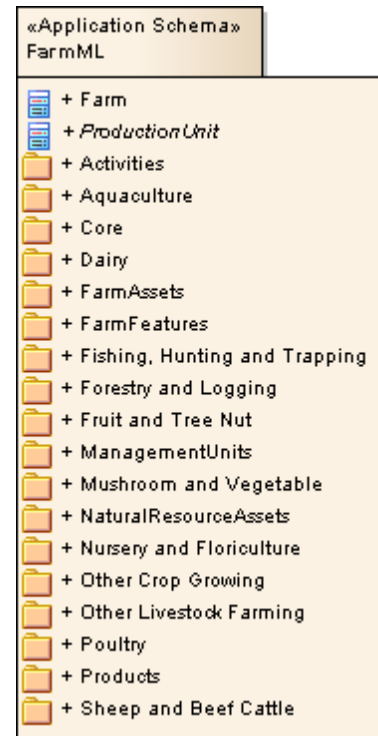 «Application Schema»
FarmML
+ Farm
+ ProductionUnit
+ Activities
+ Aquaculture
+ Core
+ Dairy
+ FarmAssets
+ FarmFeatures
+ Fishing, Hunting and Trapping
+ Forestry and Logging
+ Fruit and Tree Nut
+ ManagementUnits
+ Mushroom and Vegetable
+ NaturalResourceAssets
+ Nursery and Floriculture
+ Other Crop Growing
+ Other Livestock Farming
+ Poultry
+ Products
+ Sheep and Beef Cattle